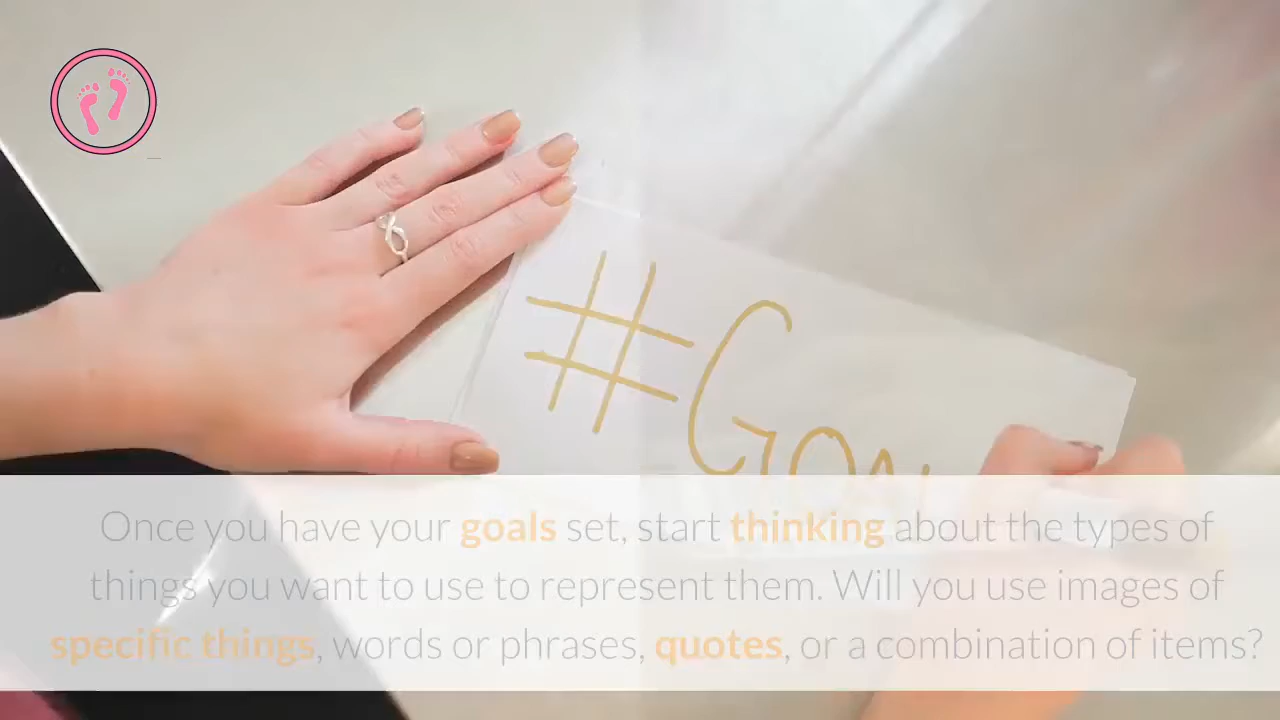 #Goal
Once you have your goals set, start thinking about the types of
things you want to use to represent them. Will you use images of
specific things, words or phrases, quotes, or a combination of items?